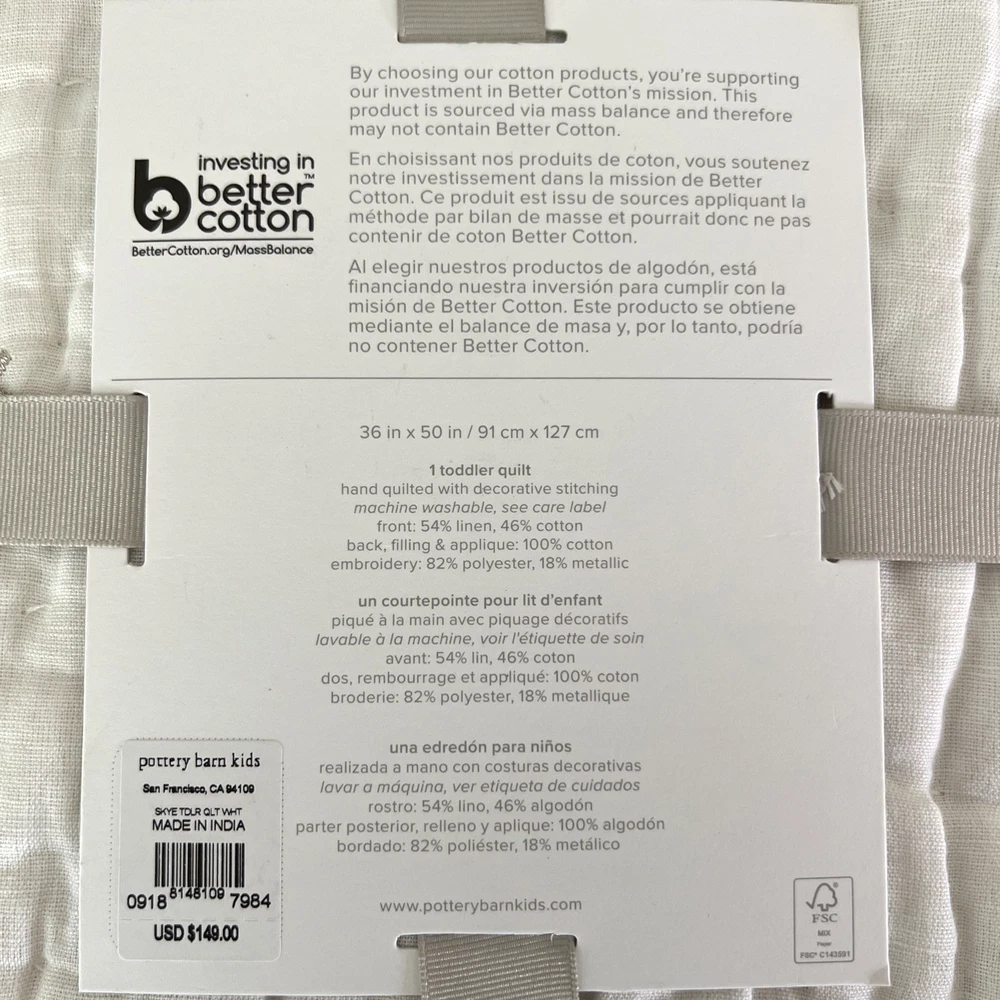 By choosing our cotton products, you're supporting
our investment in Better Cotton's mission. This
product is sourced via mass balance and therefore
may not contain Better Cotton.
investing in
better™
cotton
BetterCotton.org/MassBalance
En choisissant nos produits de coton, vous soutenez
notre investissement dans la mission de Better
Cotton. Ce produit est issu de sources appliquant la
méthode par bilan de masse et pourrait donc ne pas
contenir de coton Better Cotton.
Al elegir nuestros productos de algodón, está
financiando nuestra inversión para cumplir con la
misión de Better Cotton. Este producto se obtiene
mediante el balance de masa y, por lo tanto, podría
no contener Better Cotton.
36 in x 50 in / 91 cm x 127 cm
1 toddler quilt
hand quilted with decorative stitching
machine washable, see care label
front: 54% linen, 46% cotton
back, filling & applique: 100% cotton
embroidery: 82% polyester, 18% metallic
un courtepointe pour lit d'enfant
piqué à la main avec piquage décoratifs
lavable à la machine, voir l'étiquette de soin
avant: 54% lin, 46% coton
dos, rembourrage et appliqué: 100% coton
broderie: 82% polyester, 18% metallique
una edredón para niños
realizada a mano con costuras decorativas
lavar a máquina, ver etiqueta de cuidados
rostro: 54% lino, 46% algodón
parter posterior, relleno y aplique: 100% algodón
bordado: 82% poliéster, 18% metálico
www.potterybarnkids.com
pottery barn kids
San Francisco, CA 94109
SKYE TDLR QLT WHT
MADE IN INDIA
0918 8148109 7984
USD $149.00
FSC
MIX
Paper
FSC® C143591